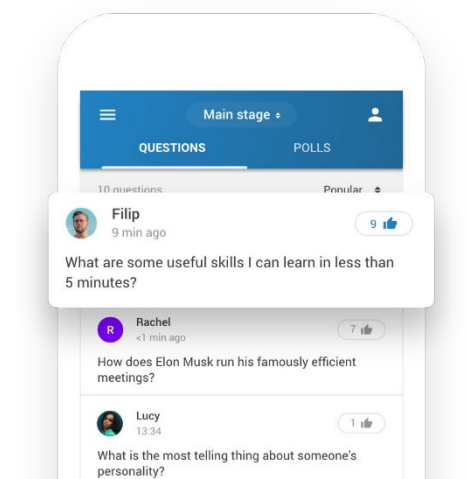 Main stage
QUESTIONS POLLS
10 questions Popular
Filip
9 min ago
9
What are some useful skills I can learn in less than
5 minutes?
R
Rachel
<1 min ago
7
How does Elon Musk run his famously efficient
meetings?
Lucy
13:34
1
What is the most telling thing about someone's
personality?